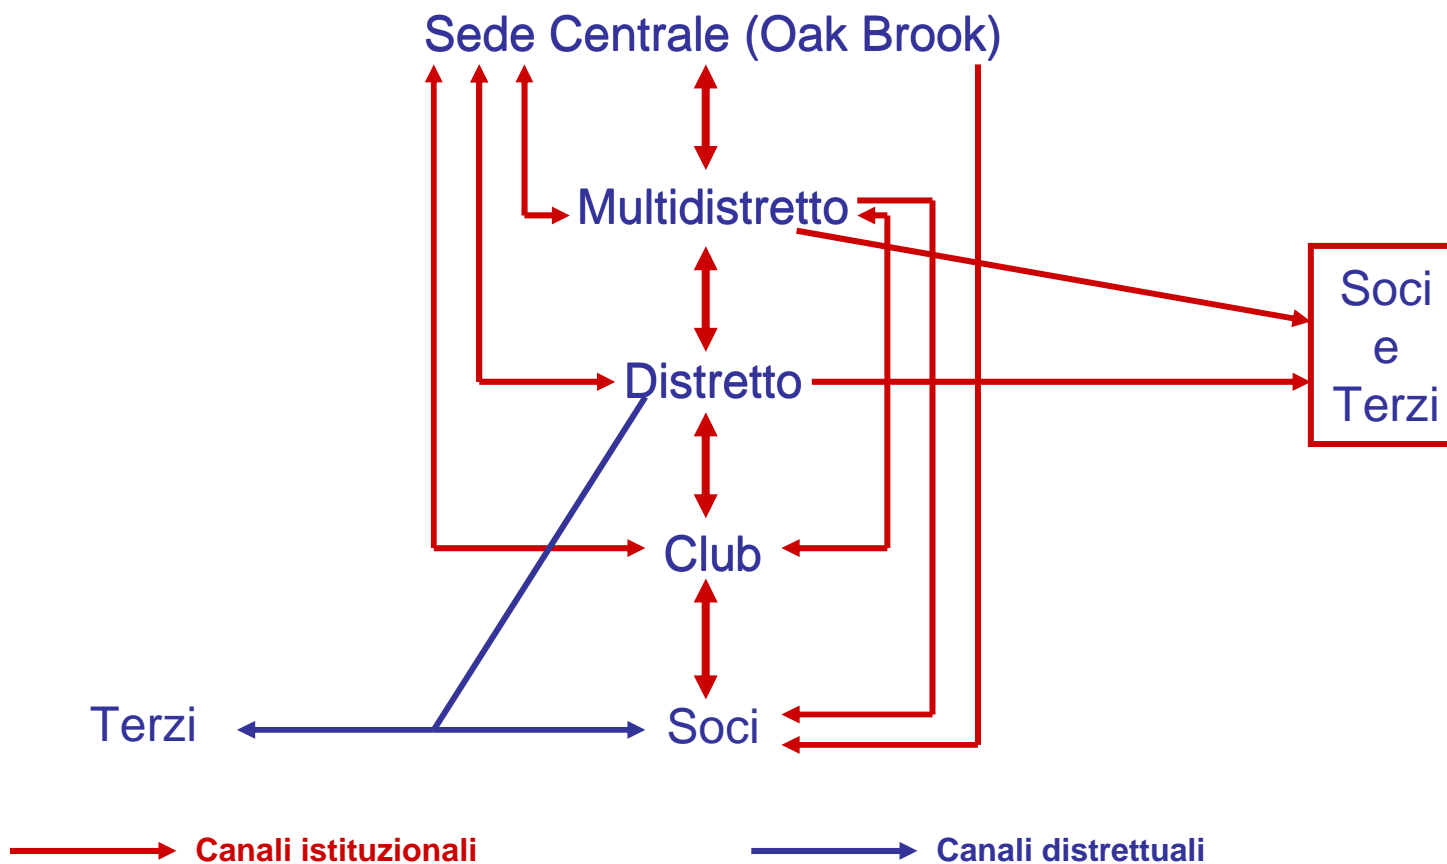 Sede Centrale (Oak Brook)
Multidistretto
Soci
e
Terzi
Distretto
Club
Terzi
Soci
Canali istituzionali
Canali distrettuali